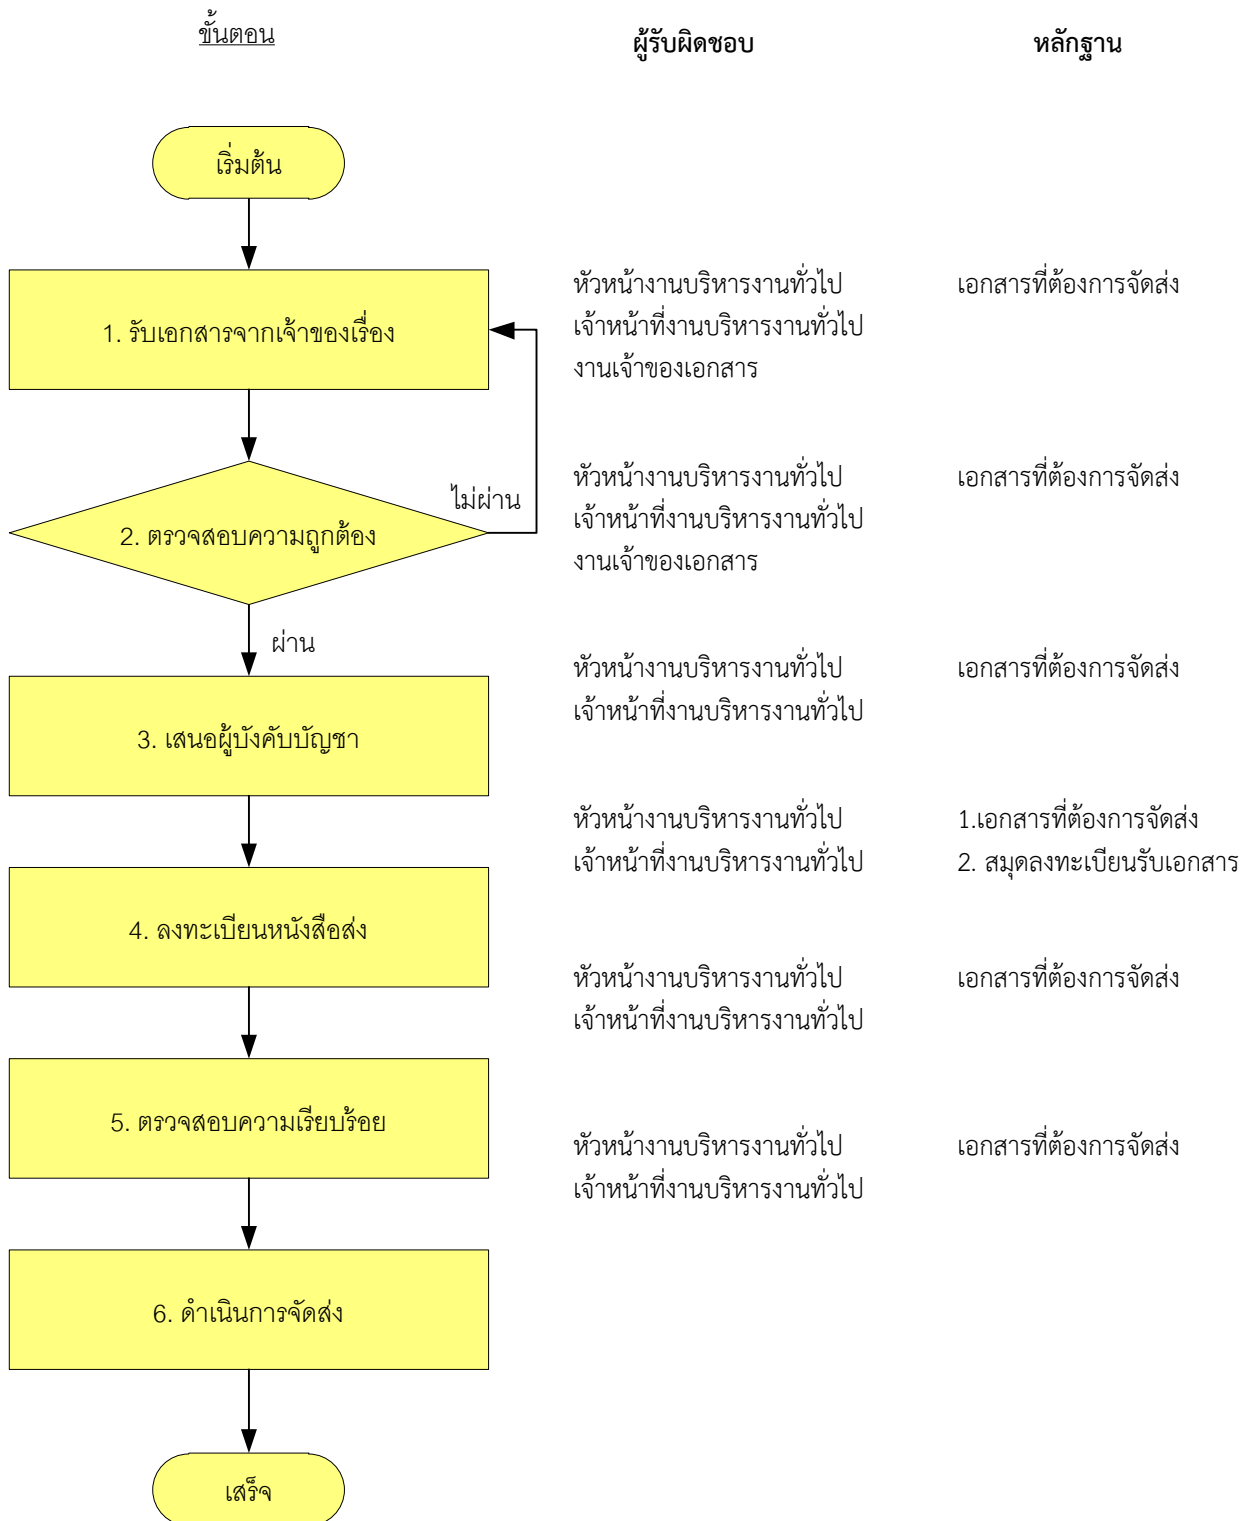 ขั้นตอน
ผู้รับผิดชอบ
หลักฐาน
เริ่มต้น
1. รับเอกสารจากเจ้าของเรื่อง
หัวหน้างานบริหารงานทั่วไป
เจ้าหน้าที่งานบริหารงานทั่วไป
งานเจ้าของเอกสาร
เอกสารที่ต้องการจัดส่ง
2. ตรวจสอบความถูกต้อง
ไม่ผ่าน
หัวหน้างานบริหารงานทั่วไป
เจ้าหน้าที่งานบริหารงานทั่วไป
งานเจ้าของเอกสาร
เอกสารที่ต้องการจัดส่ง
ผ่าน
3. เสนอผู้บังคับบัญชา
หัวหน้างานบริหารงานทั่วไป
เจ้าหน้าที่งานบริหารงานทั่วไป
เอกสารที่ต้องการจัดส่ง
4. ลงทะเบียนหนังสือส่ง
หัวหน้างานบริหารงานทั่วไป
เจ้าหน้าที่งานบริหารงานทั่วไป
1.เอกสารที่ต้องการจัดส่ง
2. สมุดลงทะเบียนรับเอกสาร
5. ตรวจสอบความเรียบร้อย
หัวหน้างานบริหารงานทั่วไป
เจ้าหน้าที่งานบริหารงานทั่วไป
เอกสารที่ต้องการจัดส่ง
6. ดำเนินการจัดส่ง
หัวหน้างานบริหารงานทั่วไป
เจ้าหน้าที่งานบริหารงานทั่วไป
เอกสารที่ต้องการจัดส่ง
เสร็จ